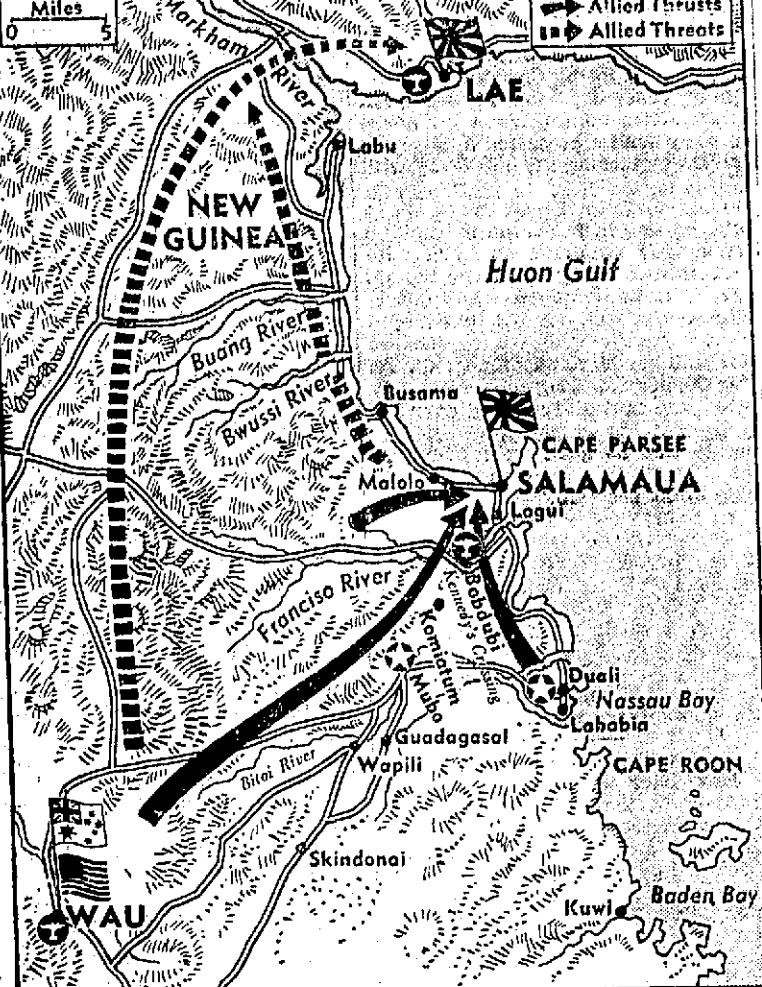 Miles
0 5
Allied Thrusts
Allied Threats
Markham
River
LAE
Labu
NEW
GUINEA
Huon Gulf
Buang River
Bwussi River
Busama
CAPE PARSEE
Malolo
SALAMAUA
Logui
Francisco River
Bobdubi
Kennedy's Crossing
Komiatum
Mubo
Duali
Nassau Bay
Lababia
Guadagasal
Bitoi River
Wapili
CAPE ROON
Skindonai
WAU
Kuwi
Baden Bay